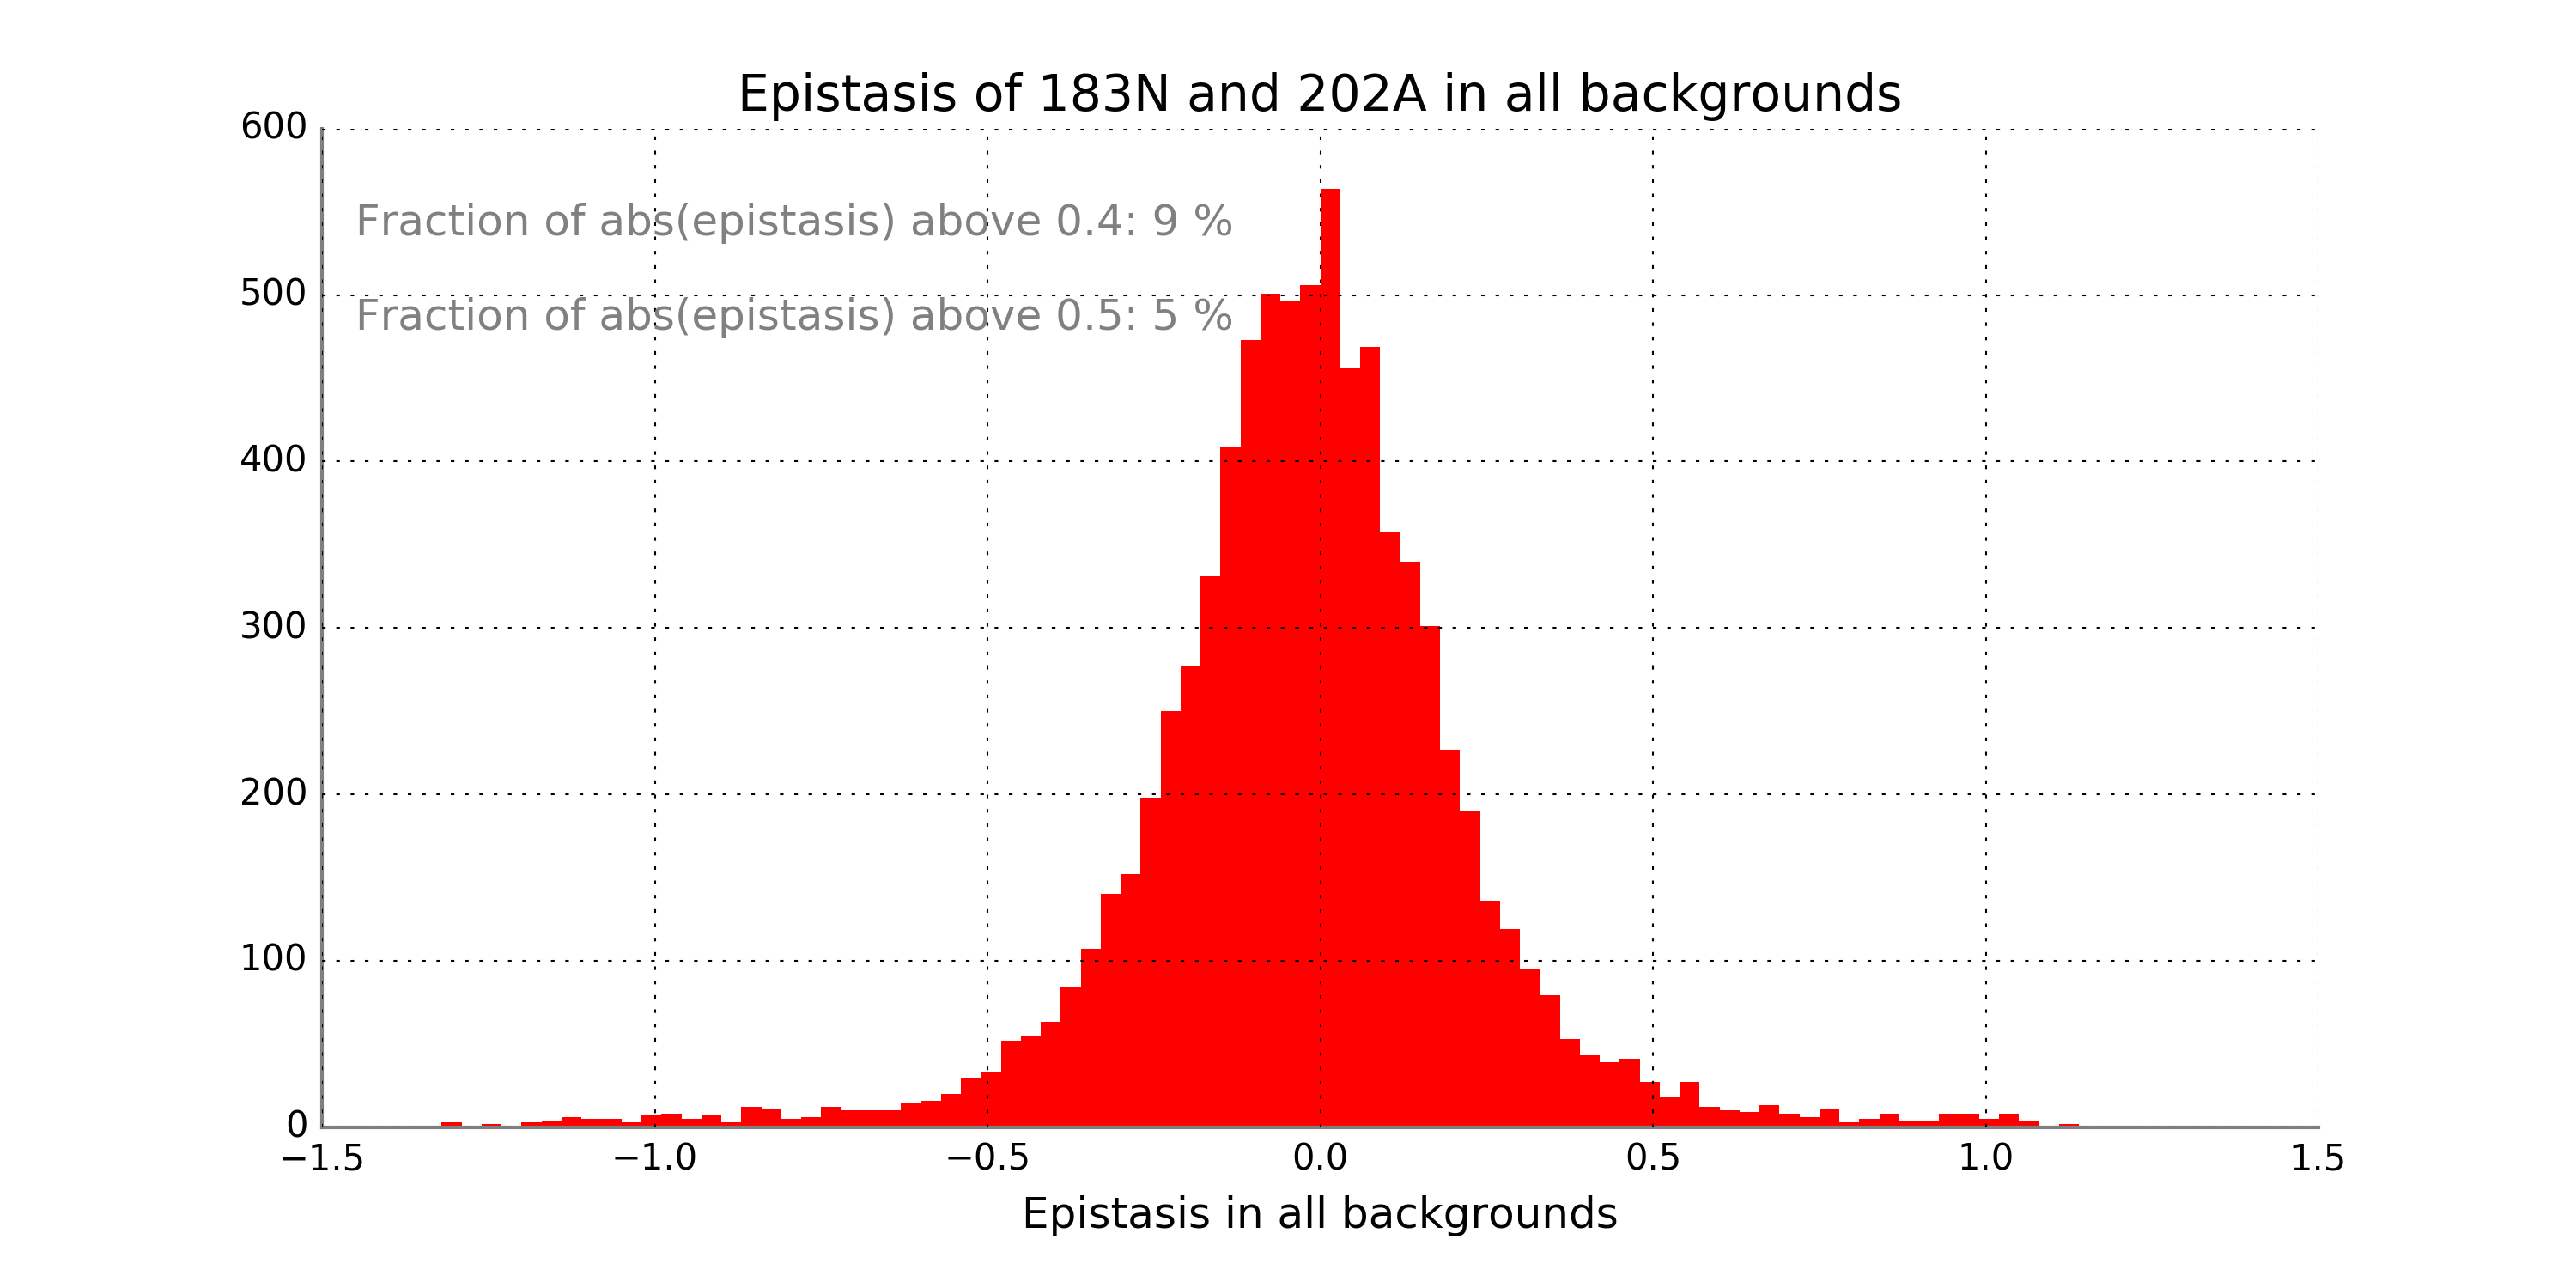 Epistasis of 183N and 202A in all backgrounds
600
Fraction of abs(epistasis) above 0.4: 9 %
500
Fraction of abs(epistasis) above 0.5: 5 %
400
300
200
100
0
−1.5 −1.0 −0.5 0.0 0.5 1.0 1.5
Epistasis in all backgrounds